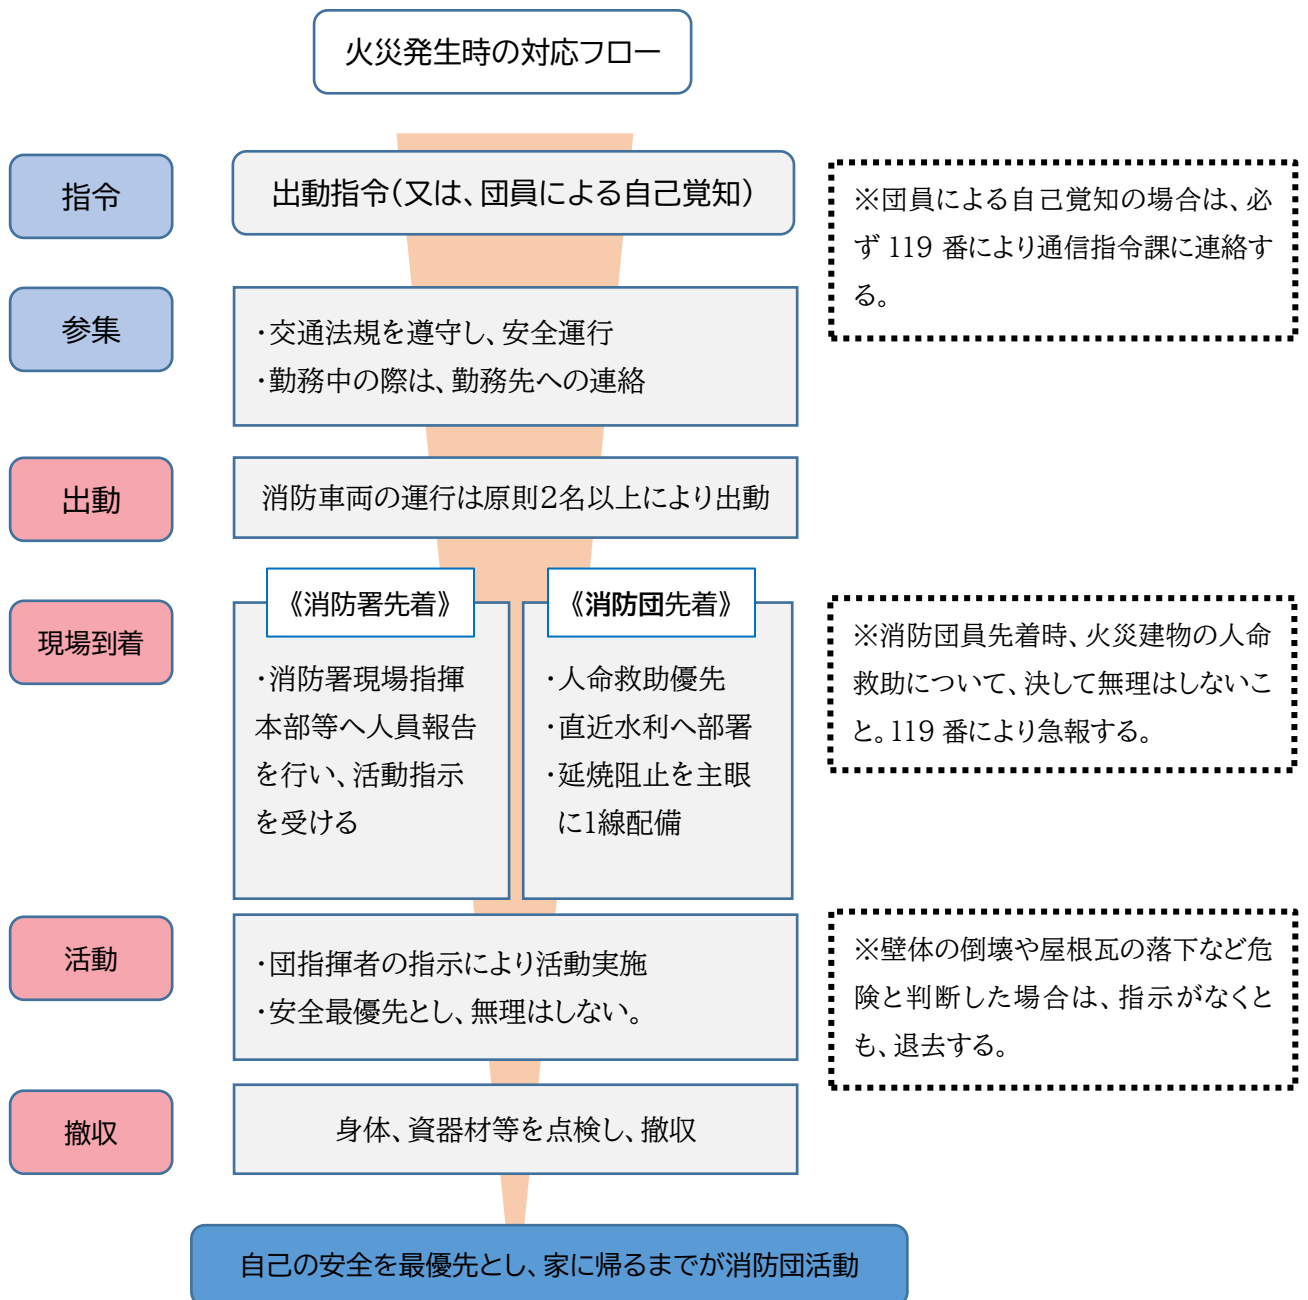 火災発生時の対応フロー
指令
出動指令(又は、団員による自己覚知)
※団員による自己覚知の場合は、必
ず 119 番により通信指令課に連絡す
る。
参集
・交通法規を遵守し、安全運行
・勤務中の際は、勤務先への連絡
出動
消防車両の運行は原則2名以上により出動
現場到着
《消防署先着》
・消防署現場指揮
本部等へ人員報告
を行い、活動指示
を受ける
《消防団先着》
・人命救助優先
・直近水利へ部署
・延焼阻止を主眼
に1線配備
※消防団員先着時、火災建物の人命
救助について、決して無理はしないこ
と。119 番により急報する。
活動
・団指揮者の指示により活動実施
・安全最優先とし、無理はしない。
※壁体の倒壊や屋根瓦の落下など危
険と判断した場合は、指示がなくと
も、退去する。
撤収
身体、資器材等を点検し、撤収
自己の安全を最優先とし、家に帰るまでが消防団活動